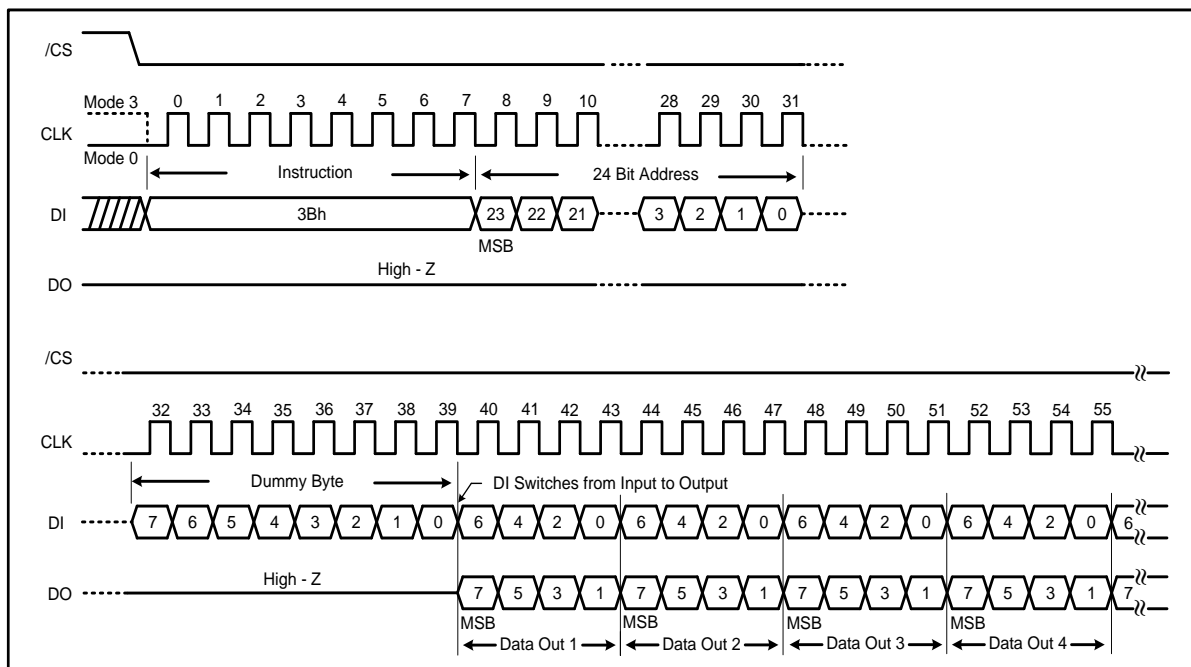 /CS
Mode 3 0 1 2 3 4 5 6 7 8 9 10 28 29 30 31
CLK
Mode 0
Instruction 24 Bit Address
DI 3Bh 23 22 21 3 2 1 0
MSB
High - Z
DO
/CS
32 33 34 35 36 37 38 39 40 41 42 43 44 45 46 47 48 49 50 51 52 53 54 55
CLK
Dummy Byte DI Switches from Input to Output
DI 7 6 5 4 3 2 1 0 6 4 2 0 6 4 2 0 6 4 2 0 6 4 2 0 6
High - Z
DO 7 5 3 1 7 5 3 1 7 5 3 1 7 5 3 1 7
MSB MSB MSB MSB
Data Out 1 Data Out 2 Data Out 3 Data Out 4